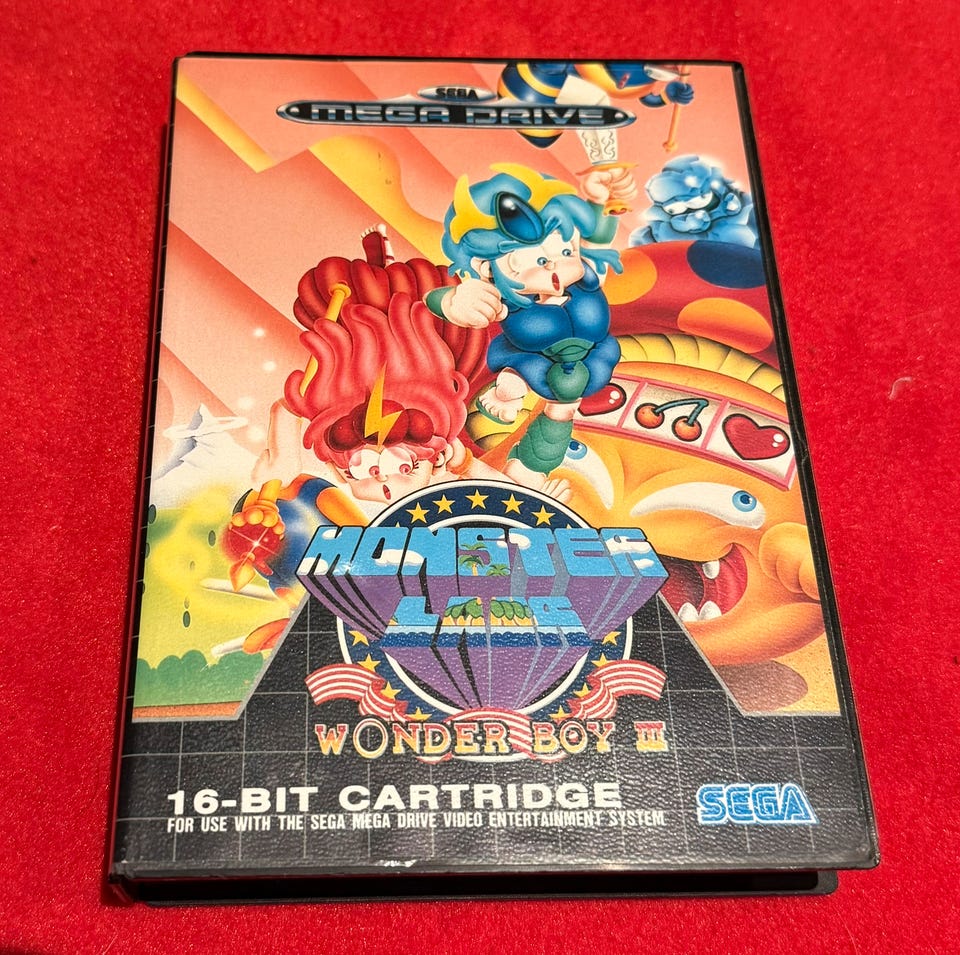 SEGA
MEGA DRIVE
MONSTER
LAIR
WONDER BOY III
16-BIT CARTRIDGE
FOR USE WITH THE SEGA MEGA DRIVE VIDEO ENTERTAINMENT SYSTEM
SEGA